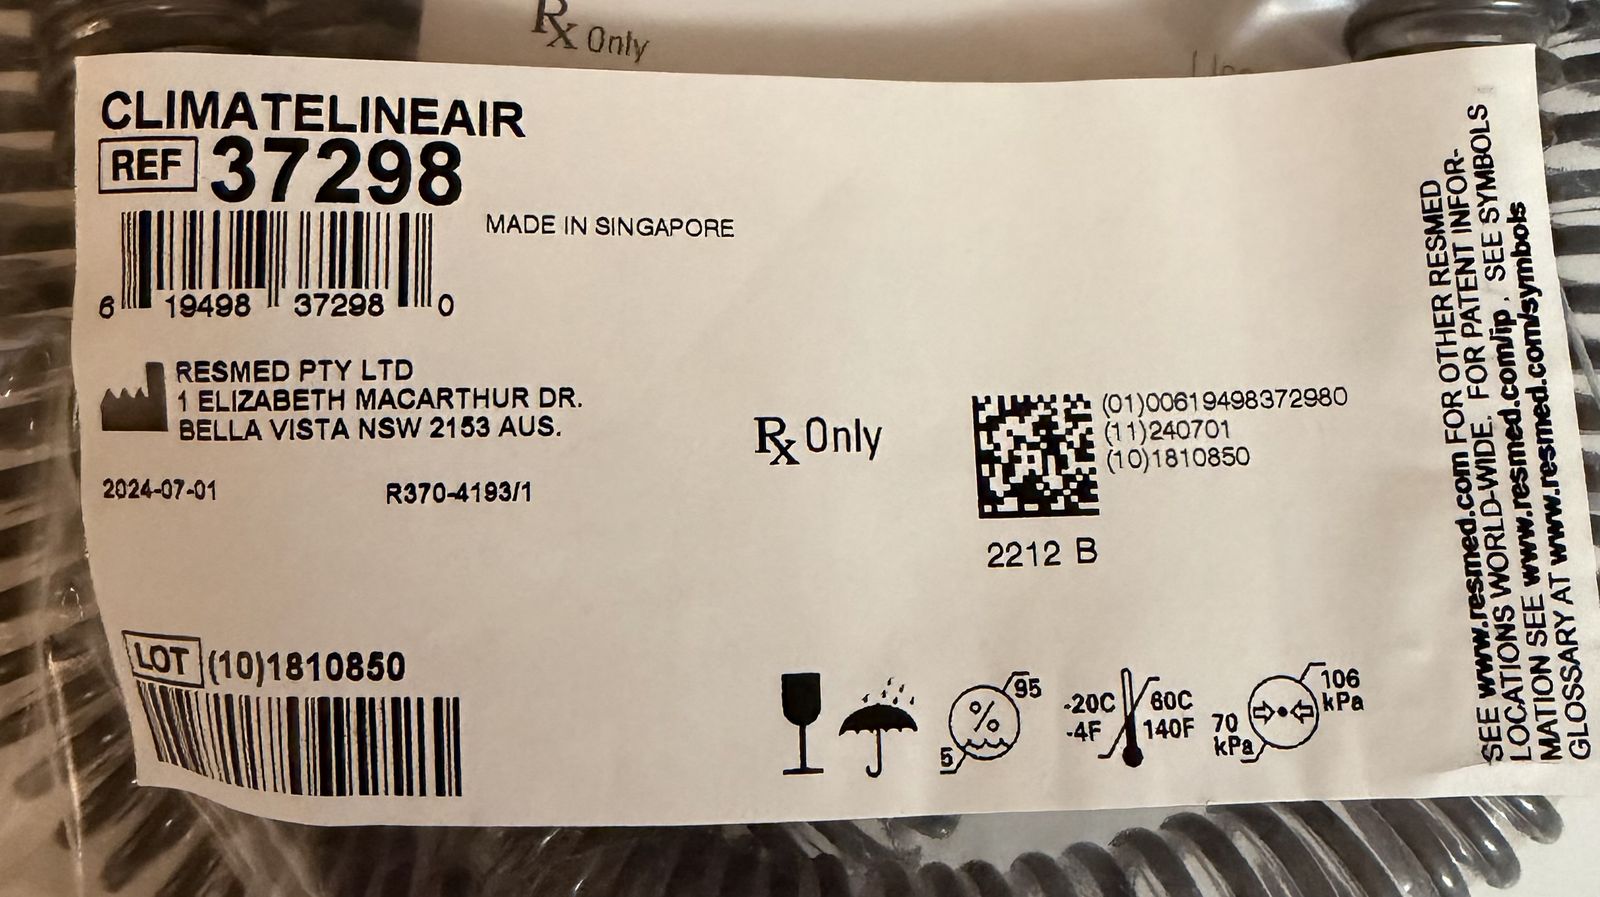 Rx Only
CLIMATELINEAIR
REF 37298
MADE IN SINGAPORE
6 19498 37298 0
RESMED PTY LTD
1 ELIZABETH MACARTHUR DR.
BELLA VISTA NSW 2153 AUS.
2024-07-01 R370-4193/1
Rx Only
(01)00619498372980
(11)240701
(10)1810850
2212 B
LOT (10)1810850
95
%
5
-20C 60C
-4F 140F
106
kPa
70
kPa
SEE www.resmed.com FOR OTHER RESMED
LOCATIONS WORLD-WIDE. FOR PATENT INFOR-
MATION SEE www.resmed.com/ip . SEE SYMBOLS
GLOSSARY AT www.resmed.com/symbols